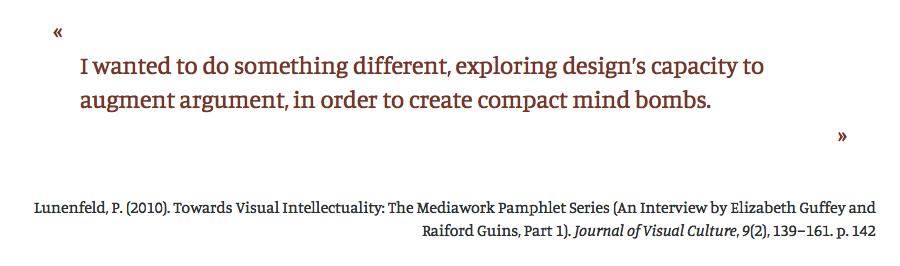 «
I wanted to do something different, exploring design’s capacity to
augment argument, in order to create compact mind bombs.
»
Lunenfeld, P. (2010). Towards Visual Intellectuality: The Mediawork Pamphlet Series (An Interview by Elizabeth Guffey and
Raiford Guins, Part 1). Journal of Visual Culture, 9(2), 139–161. p. 142